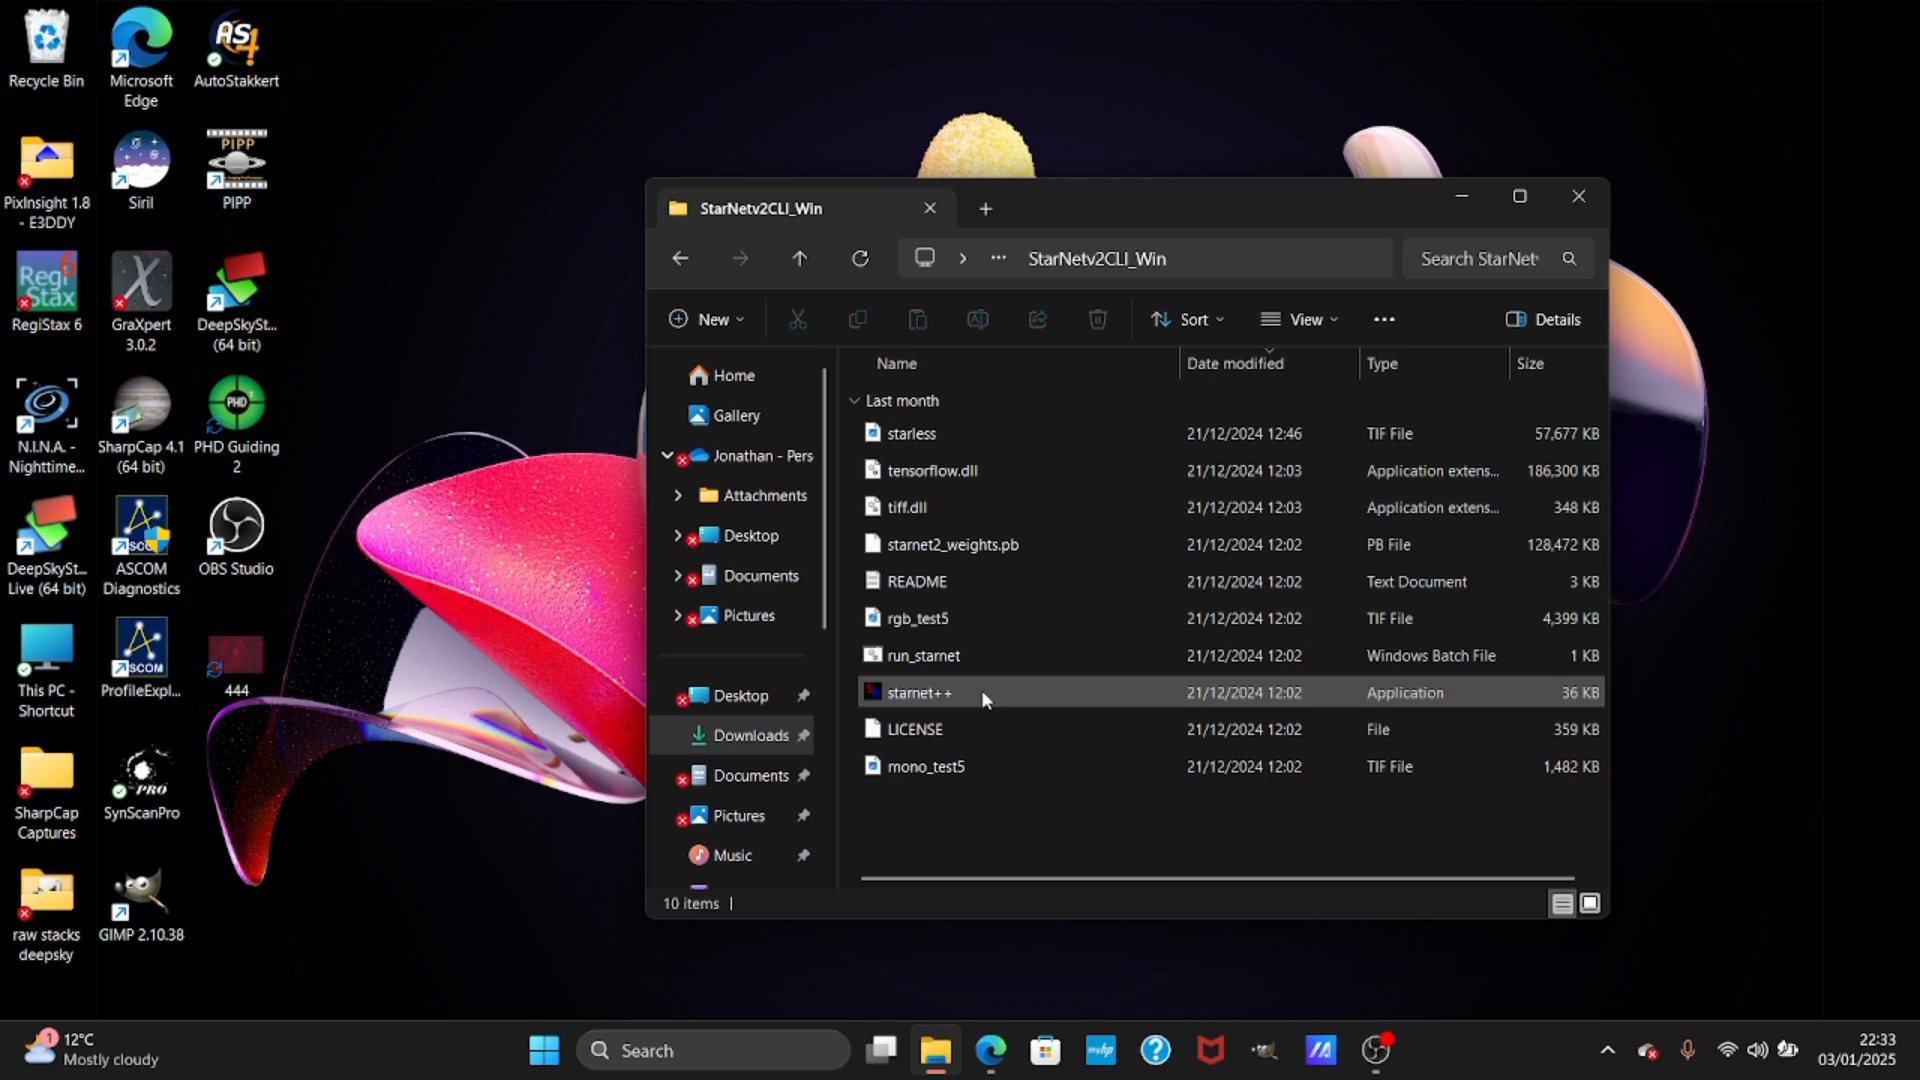 Recycle Bin
Microsoft
Edge
AS4
AutoStakkert
PixInsight 1.8
- E3DDY
Siril
PIPP
PIPP
Regi
Stax
6
RegiStax 6
GraXpert
3.0.2
DeepSkySt...
(64 bit)
N.I.N.A. -
Nighttime...
SharpCap 4.1
(64 bit)
PHD²
PHD Guiding
2
DeepSkySt...
Live (64 bit)
ASCOM
Diagnostics
OBS Studio
This PC -
Shortcut
ASCOM
ProfileExpl...
444
SharpCap
Captures
PRO
SynScanPro
raw stacks
deepsky
GIMP 2.10.38
StarNetv2CLI_Win
StarNetv2CLI_Win
Search StarNet
New
Sort
View
Details
Home
Gallery
Jonathan - Pers
Attachments
Desktop
Documents
Pictures
Desktop
Downloads
Documents
Pictures
Music
Name Date modified Type Size
Last month
starless 21/12/2024 12:46 TIF File 57,677 KB
tensorflow.dll 21/12/2024 12:03 Application extens... 186,300 KB
tiff.dll 21/12/2024 12:03 Application extens... 348 KB
starnet2_weights.pb 21/12/2024 12:02 PB File 128,472 KB
README 21/12/2024 12:02 Text Document 3 KB
rgb_test5 21/12/2024 12:02 TIF File 4,399 KB
run_starnet 21/12/2024 12:02 Windows Batch File 1 KB
starnet++ 21/12/2024 12:02 Application 36 KB
LICENSE 21/12/2024 12:02 File 359 KB
mono_test5 21/12/2024 12:02 TIF File 1,482 KB
10 items
1
12°C
Mostly cloudy
Search
myhp
22:33
03/01/2025